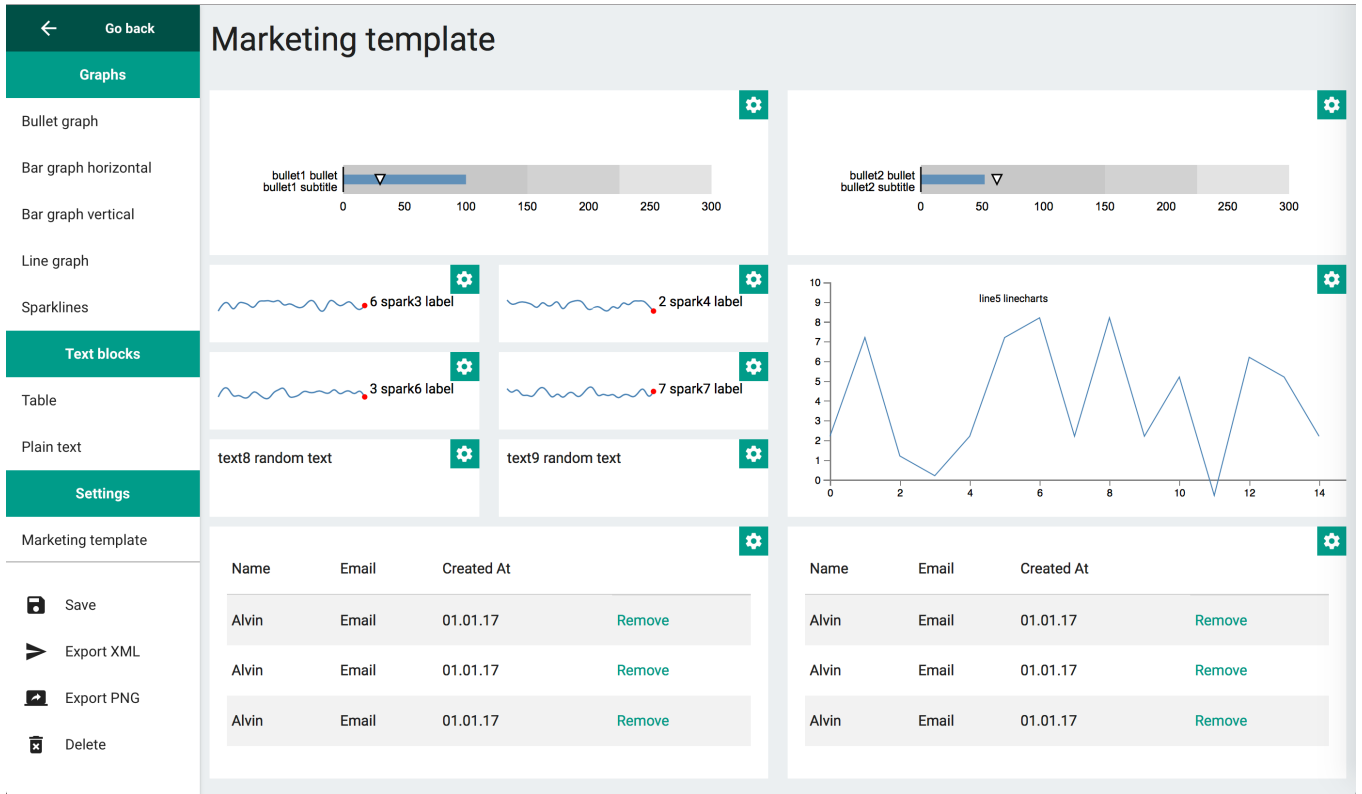 Go back
Graphs
Bullet graph
Bar graph horizontal
Bar graph vertical
Line graph
Sparklines
Text blocks
Table
Plain text
Settings
Marketing template
Save
Export XML
Export PNG
Delete
Marketing template
bullet1 bullet
bullet1 subtitle
0 50 100 150 200 250 300
bullet2 bullet
bullet2 subtitle
0 50 100 150 200 250 300
6 spark3 label
2 spark4 label
3 spark6 label
7 spark7 label
text8 random text
text9 random text
line5 linecharts
10
9
8
7
6
5
4
3
2
1
0
0 2 4 6 8 10 12 14
Name Email Created At
Alvin Email 01.01.17 Remove
Alvin Email 01.01.17 Remove
Alvin Email 01.01.17 Remove
Name Email Created At
Alvin Email 01.01.17 Remove
Alvin Email 01.01.17 Remove
Alvin Email 01.01.17 Remove